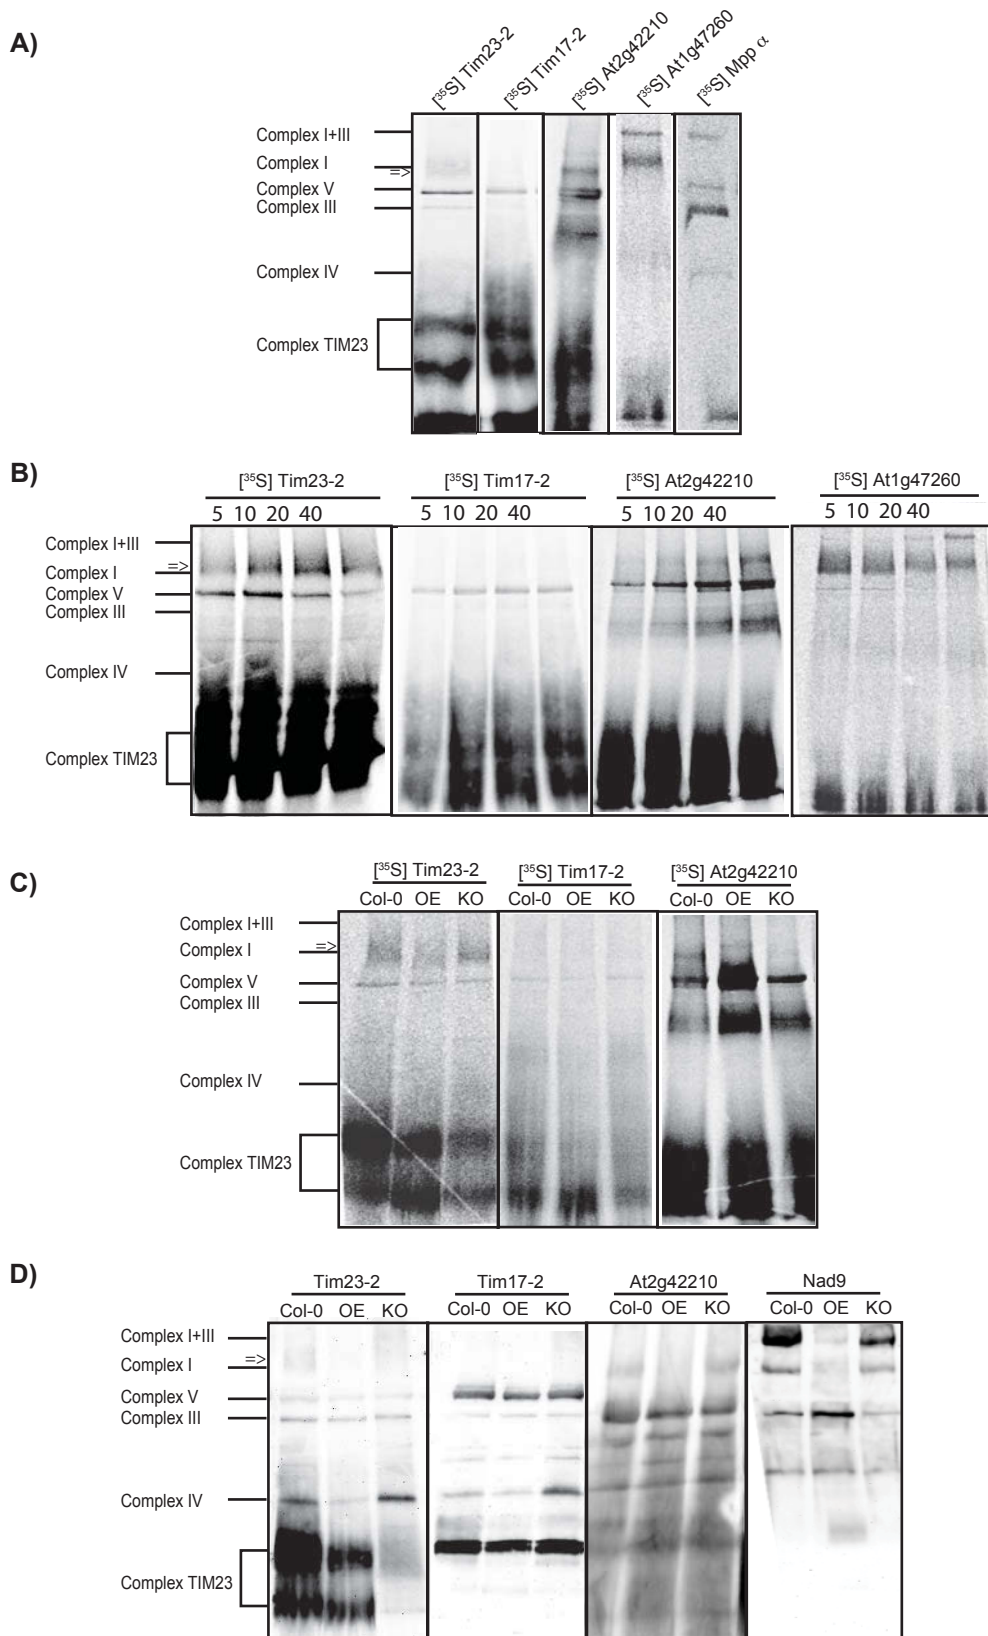 A)
[³⁵S] Tim23-2
[³⁵S] Tim17-2
[³⁵S] At2g42210
[³⁵S] At1g47260
[³⁵S] Mpp α
Complex I+III
Complex I
=>
Complex V
Complex III
Complex IV
Complex TIM23
B)
[³⁵S] Tim23-2 [³⁵S] Tim17-2 [³⁵S] At2g42210 [³⁵S] At1g47260
5 10 20 40 5 10 20 40 5 10 20 40 5 10 20 40
Complex I+III
=>
Complex I
Complex V
Complex III
Complex IV
Complex TIM23
C)
[³⁵S] Tim23-2 [³⁵S] Tim17-2 [³⁵S] At2g42210
Col-0 OE KO Col-0 OE KO Col-0 OE KO
Complex I+III
=>
Complex I
Complex V
Complex III
Complex IV
Complex TIM23
D)
Tim23-2 Tim17-2 At2g42210 Nad9
Col-0 OE KO Col-0 OE KO Col-0 OE KO Col-0 OE KO
Complex I+III
=>
Complex I
Complex V
Complex III
Complex IV
Complex TIM23